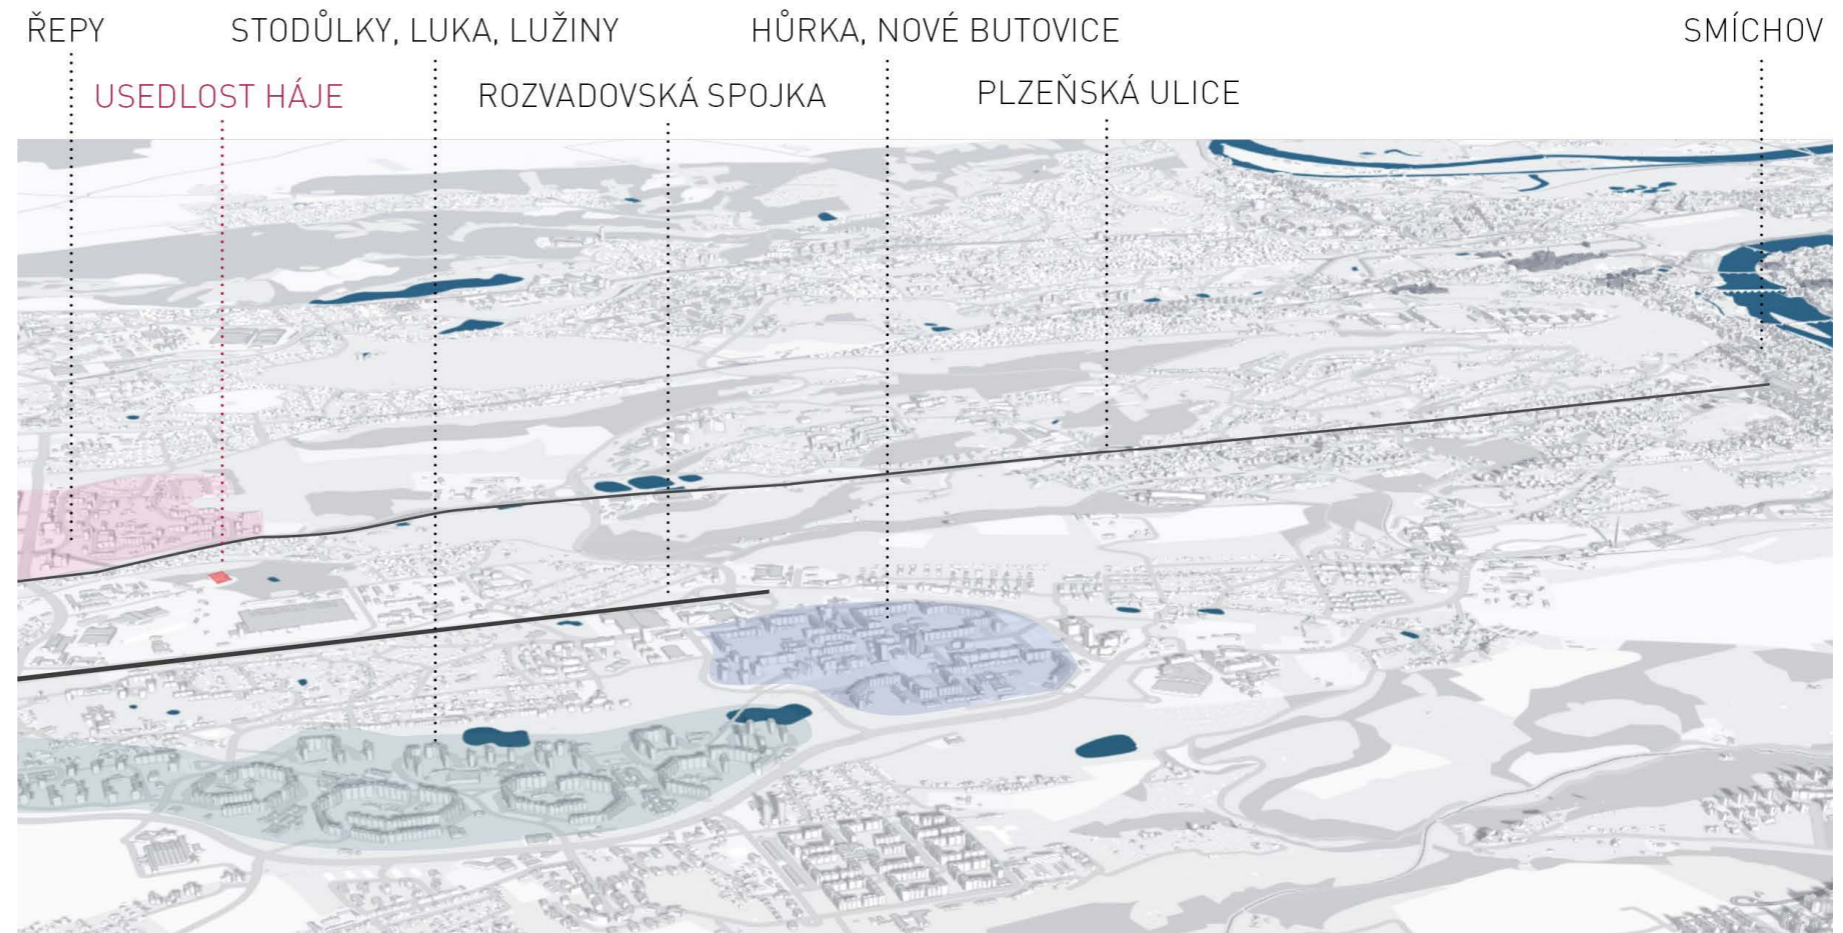 ŘEPY
STODŮLKY, LUKA, LUŽINY
HŮRKA, NOVÉ BUTOVICE
SMÍCHOV
USEDLOST HÁJE
ROZVADOVSKÁ SPOJKA
PLZEŇSKÁ ULICE